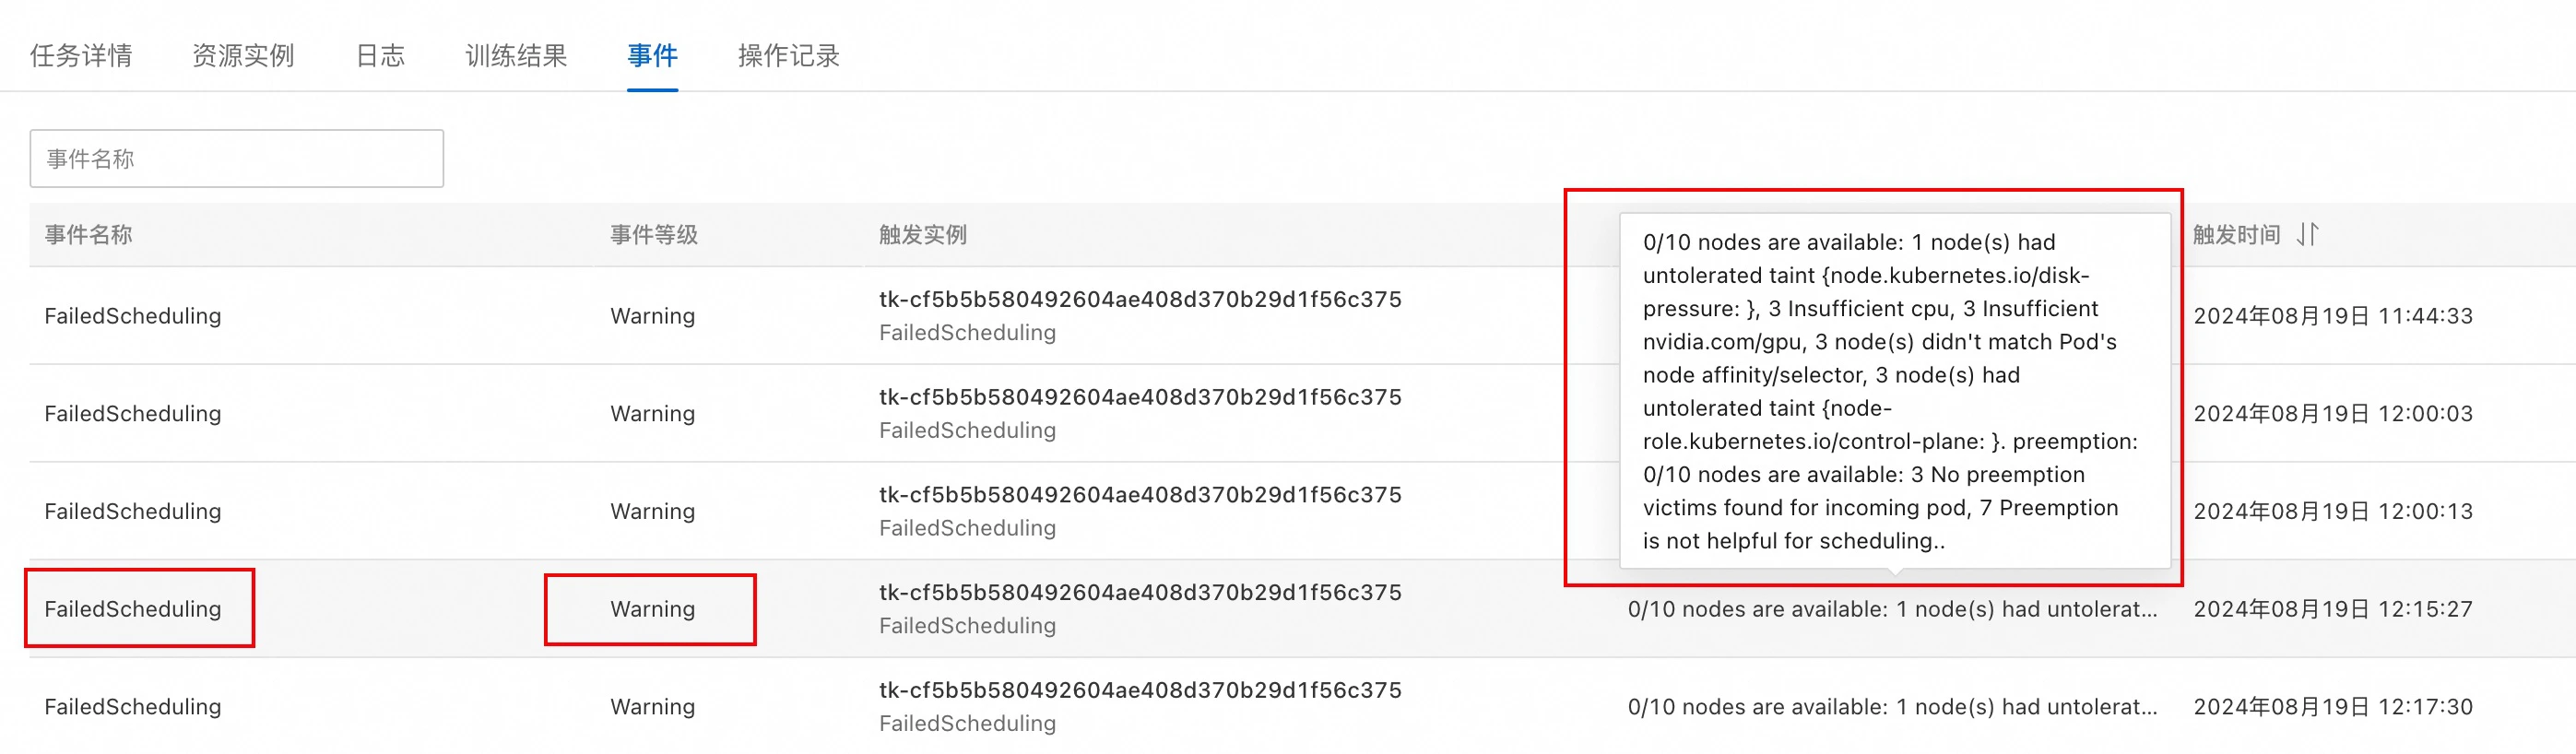 任务详情 资源实例 日志 训练结果 事件 操作记录
事件名称
事件名称 事件等级 触发实例 触发时间
FailedScheduling Warning tk-cf5b5b580492604ae408d370b29d1f56c375 2024年08月19日 11:44:33
FailedScheduling
FailedScheduling Warning tk-cf5b5b580492604ae408d370b29d1f56c375 2024年08月19日 12:00:03
FailedScheduling
FailedScheduling Warning tk-cf5b5b580492604ae408d370b29d1f56c375 2024年08月19日 12:00:13
FailedScheduling
0/10 nodes are available: 1 node(s) had
untolerated taint {node.kubernetes.io/disk-
pressure: }, 3 Insufficient cpu, 3 Insufficient
nvidia.com/gpu, 3 node(s) didn't match Pod's
node affinity/selector, 3 node(s) had
untolerated taint {node-
role.kubernetes.io/control-plane: }. preemption:
0/10 nodes are available: 3 No preemption
victims found for incoming pod, 7 Preemption
is not helpful for scheduling..
FailedScheduling Warning tk-cf5b5b580492604ae408d370b29d1f56c375 0/10 nodes are available: 1 node(s) had untolerat... 2024年08月19日 12:15:27
FailedScheduling
FailedScheduling Warning tk-cf5b5b580492604ae408d370b29d1f56c375 0/10 nodes are available: 1 node(s) had untolerat... 2024年08月19日 12:17:30
FailedScheduling